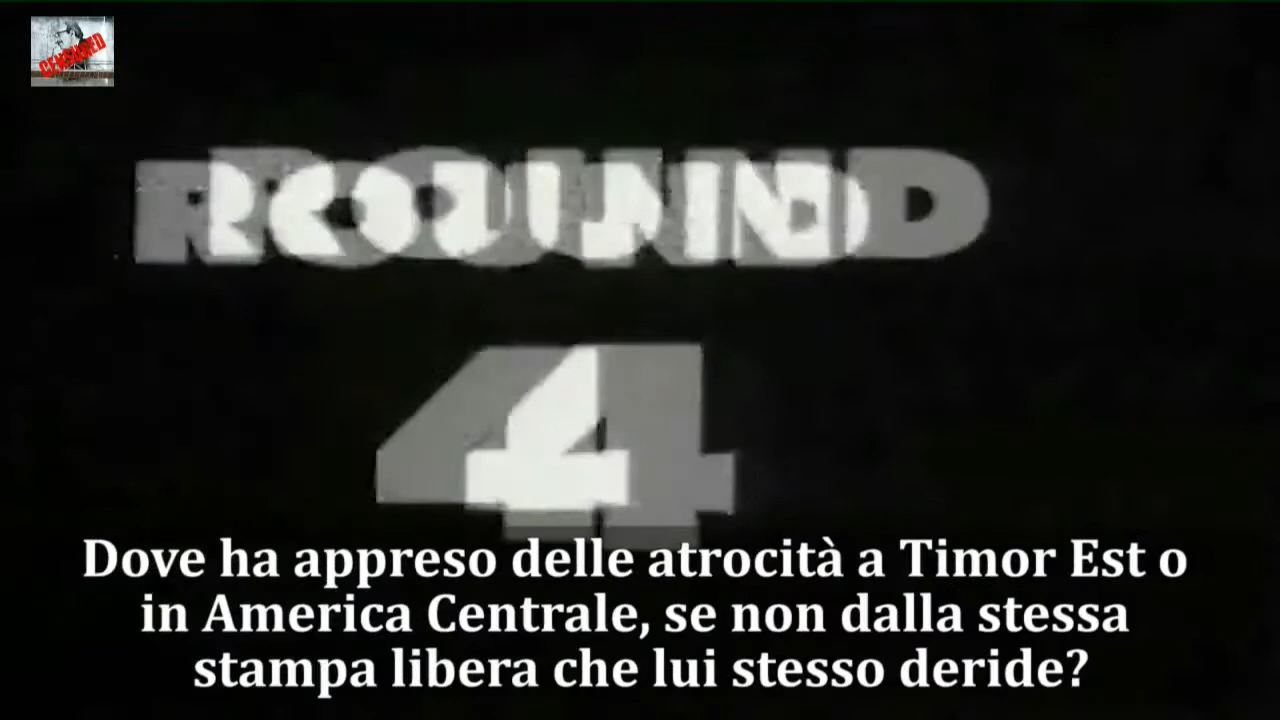 CENSORED
ROUND
4
Dove ha appreso delle atrocità a Timor Est o
in America Centrale, se non dalla stessa
stampa libera che lui stesso deride?